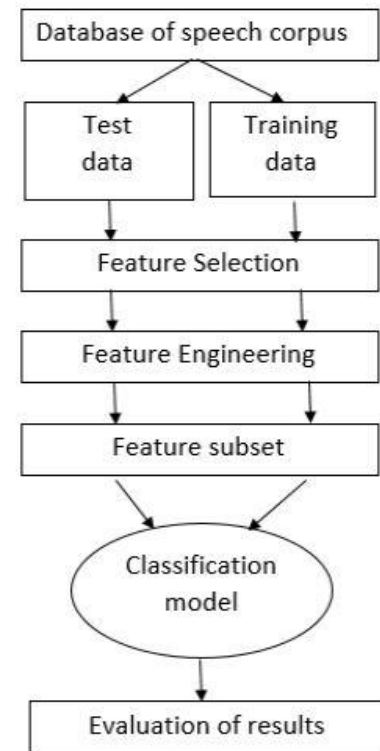 Database of speech corpus
Test
data
Training
data
Feature Selection
Feature Engineering
Feature subset
Classification
model
Evaluation of results